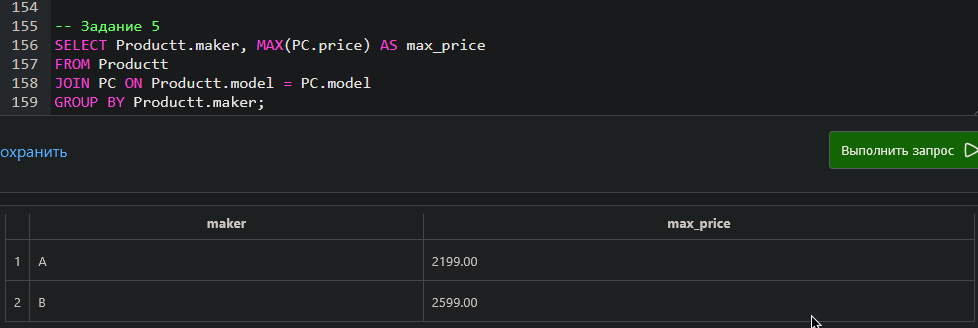 154
155 -- Задание 5
156 SELECT Productt.maker, MAX(PC.price) AS max_price
157 FROM Productt
158 JOIN PC ON Productt.model = PC.model
159 GROUP BY Productt.maker;
охранить
Выполнить запрос
maker max_price
1 A 2199.00
2 B 2599.00